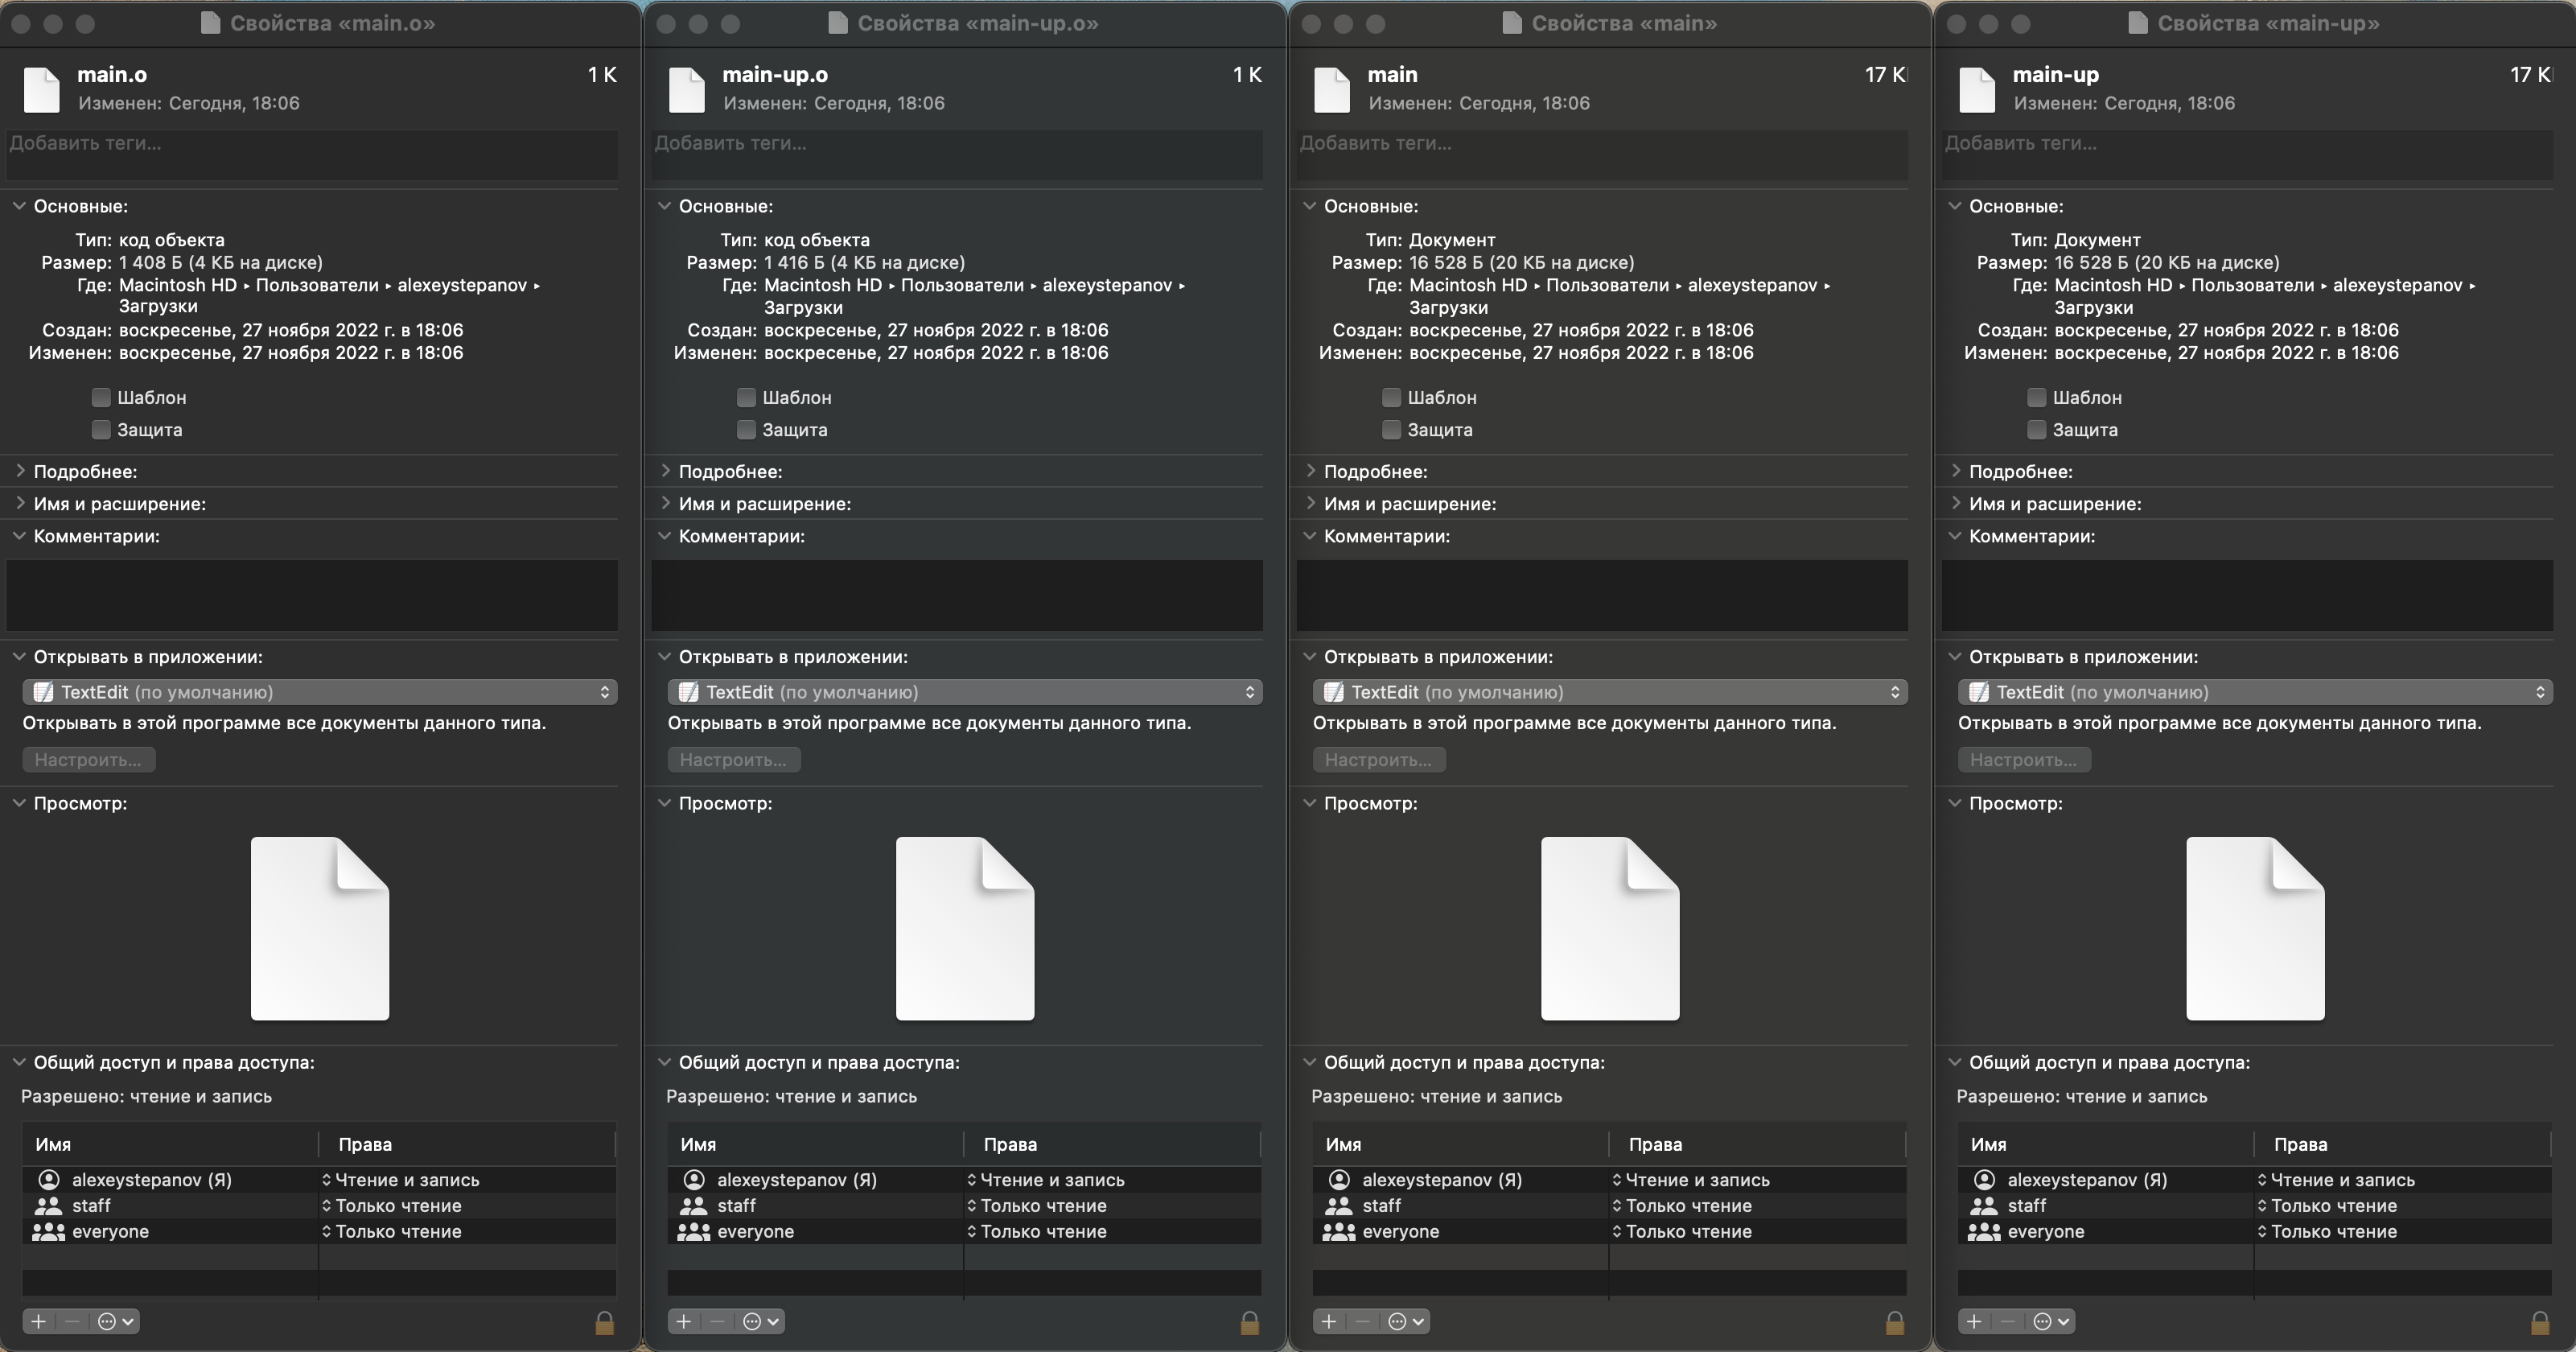 Свойства «main.o»
main.o 1 K
Изменен: Сегодня, 18:06
Добавить теги...
Основные:
Тип: код объекта
Размер: 1 408 Б (4 КБ на диске)
Где: Macintosh HD ▸ Пользователи ▸ alexeystepanov ▸
Загрузки
Создан: воскресенье, 27 ноября 2022 г. в 18:06
Изменен: воскресенье, 27 ноября 2022 г. в 18:06
Шаблон
Защита
Подробнее:
Имя и расширение:
Комментарии:
Открывать в приложении:
TextEdit (по умолчанию)
Открывать в этой программе все документы данного типа.
Настроить...
Просмотр:
Общий доступ и права доступа:
Разрешено: чтение и запись
Имя Права
alexeystepanov (Я) Чтение и запись
staff Только чтение
everyone Только чтение
Свойства «main-up.o»
main-up.o 1 K
Изменен: Сегодня, 18:06
Добавить теги...
Основные:
Тип: код объекта
Размер: 1 416 Б (4 КБ на диске)
Где: Macintosh HD ▸ Пользователи ▸ alexeystepanov ▸
Загрузки
Создан: воскресенье, 27 ноября 2022 г. в 18:06
Изменен: воскресенье, 27 ноября 2022 г. в 18:06
Шаблон
Защита
Подробнее:
Имя и расширение:
Комментарии:
Открывать в приложении:
TextEdit (по умолчанию)
Открывать в этой программе все документы данного типа.
Настроить...
Просмотр:
Общий доступ и права доступа:
Разрешено: чтение и запись
Имя Права
alexeystepanov (Я) Чтение и запись
staff Только чтение
everyone Только чтение
Свойства «main»
main 17 K
Изменен: Сегодня, 18:06
Добавить теги...
Основные:
Тип: Документ
Размер: 16 528 Б (20 КБ на диске)
Где: Macintosh HD ▸ Пользователи ▸ alexeystepanov ▸
Загрузки
Создан: воскресенье, 27 ноября 2022 г. в 18:06
Изменен: воскресенье, 27 ноября 2022 г. в 18:06
Шаблон
Защита
Подробнее:
Имя и расширение:
Комментарии:
Открывать в приложении:
TextEdit (по умолчанию)
Открывать в этой программе все документы данного типа.
Настроить...
Просмотр:
Общий доступ и права доступа:
Разрешено: чтение и запись
Имя Права
alexeystepanov (Я) Чтение и запись
staff Только чтение
everyone Только чтение
Свойства «main-up»
main-up 17 K
Изменен: Сегодня, 18:06
Добавить теги...
Основные:
Тип: Документ
Размер: 16 528 Б (20 КБ на диске)
Где: Macintosh HD ▸ Пользователи ▸ alexeystepanov ▸
Загрузки
Создан: воскресенье, 27 ноября 2022 г. в 18:06
Изменен: воскресенье, 27 ноября 2022 г. в 18:06
Шаблон
Защита
Подробнее:
Имя и расширение:
Комментарии:
Открывать в приложении:
TextEdit (по умолчанию)
Открывать в этой программе все документы данного типа.
Настроить...
Просмотр:
Общий доступ и права доступа:
Разрешено: чтение и запись
Имя Права
alexeystepanov (Я) Чтение и запись
staff Только чтение
everyone Только чтение